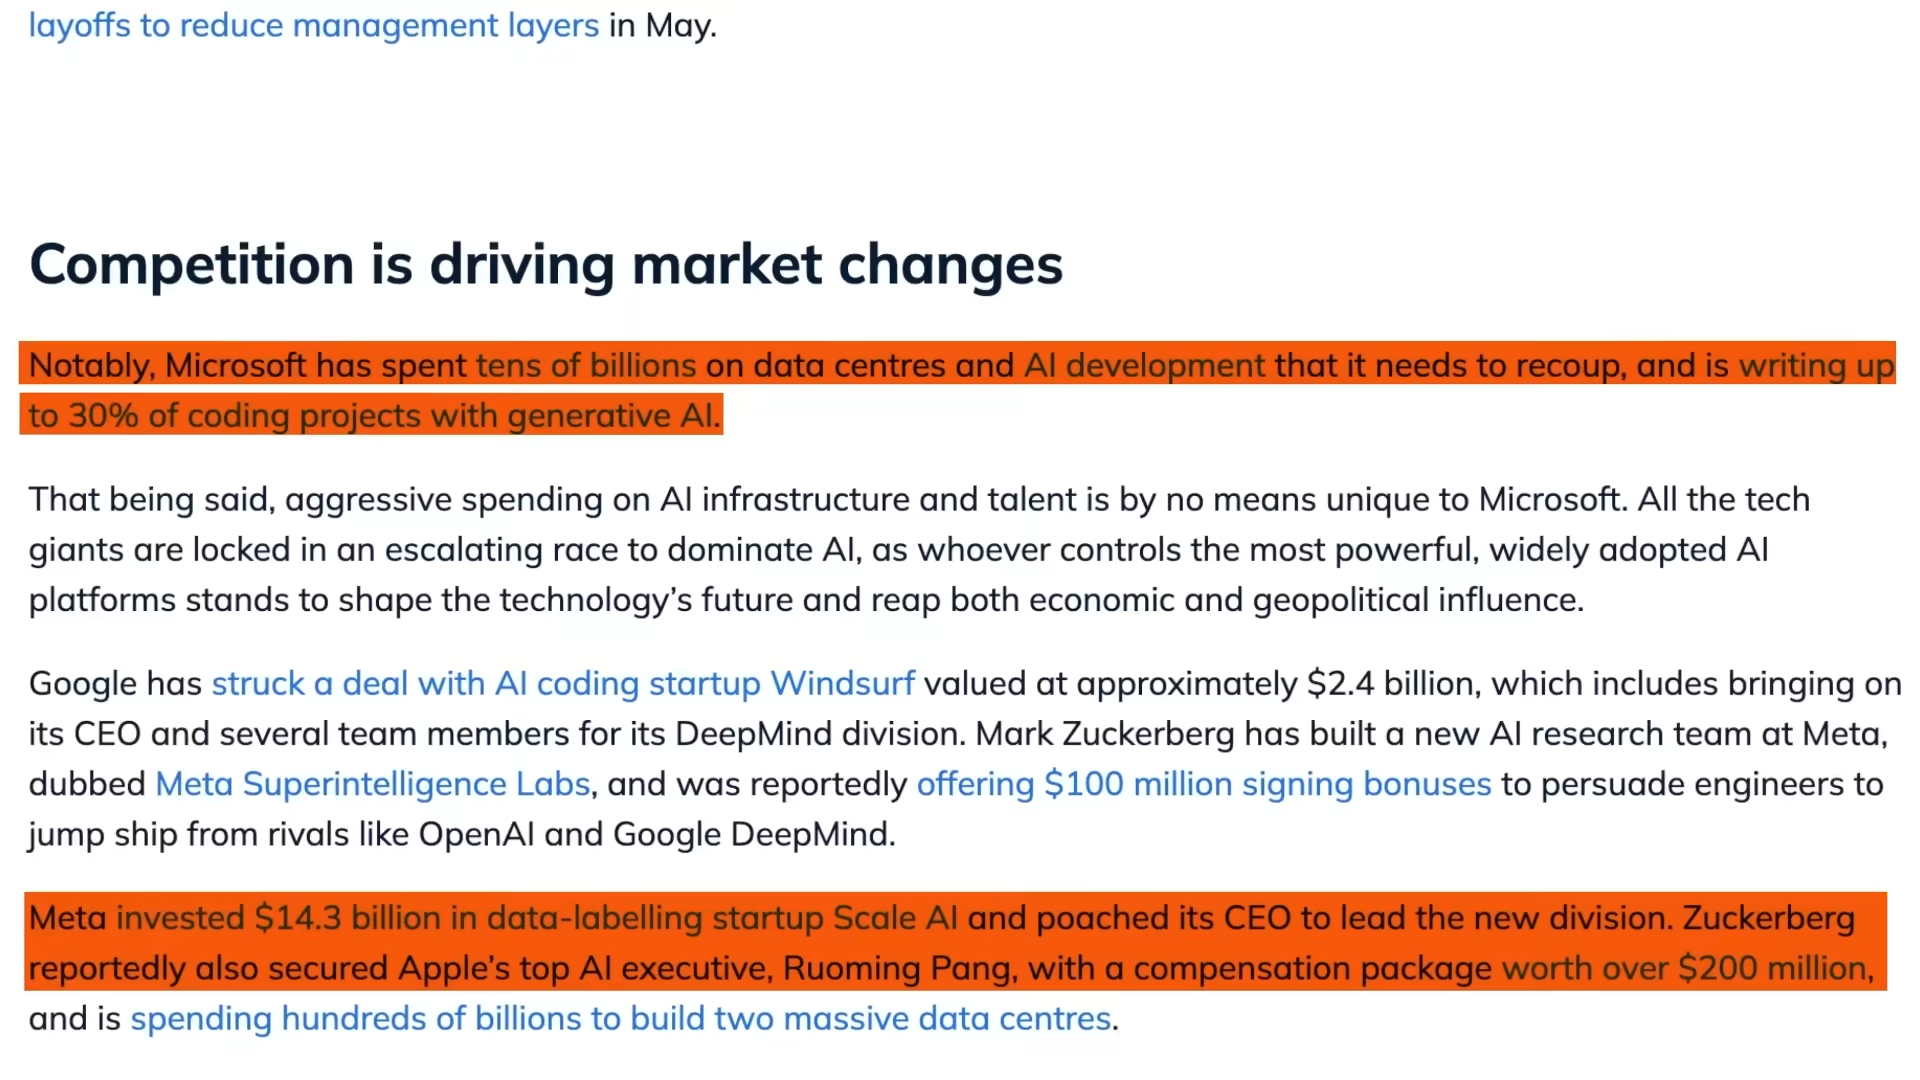 layoffs to reduce management layers in May.
Competition is driving market changes
Notably, Microsoft has spent tens of billions on data centres and AI development that it needs to recoup, and is writing up
to 30% of coding projects with generative AI.
That being said, aggressive spending on AI infrastructure and talent is by no means unique to Microsoft. All the tech
giants are locked in an escalating race to dominate AI, as whoever controls the most powerful, widely adopted AI
platforms stands to shape the technology’s future and reap both economic and geopolitical influence.
Google has struck a deal with AI coding startup Windsurf valued at approximately $2.4 billion, which includes bringing on
its CEO and several team members for its DeepMind division. Mark Zuckerberg has built a new AI research team at Meta,
dubbed Meta Superintelligence Labs, and was reportedly offering $100 million signing bonuses to persuade engineers to
jump ship from rivals like OpenAI and Google DeepMind.
Meta invested $14.3 billion in data-labelling startup Scale AI and poached its CEO to lead the new division. Zuckerberg
reportedly also secured Apple’s top AI executive, Ruoming Pang, with a compensation package worth over $200 million,
and is spending hundreds of billions to build two massive data centres.